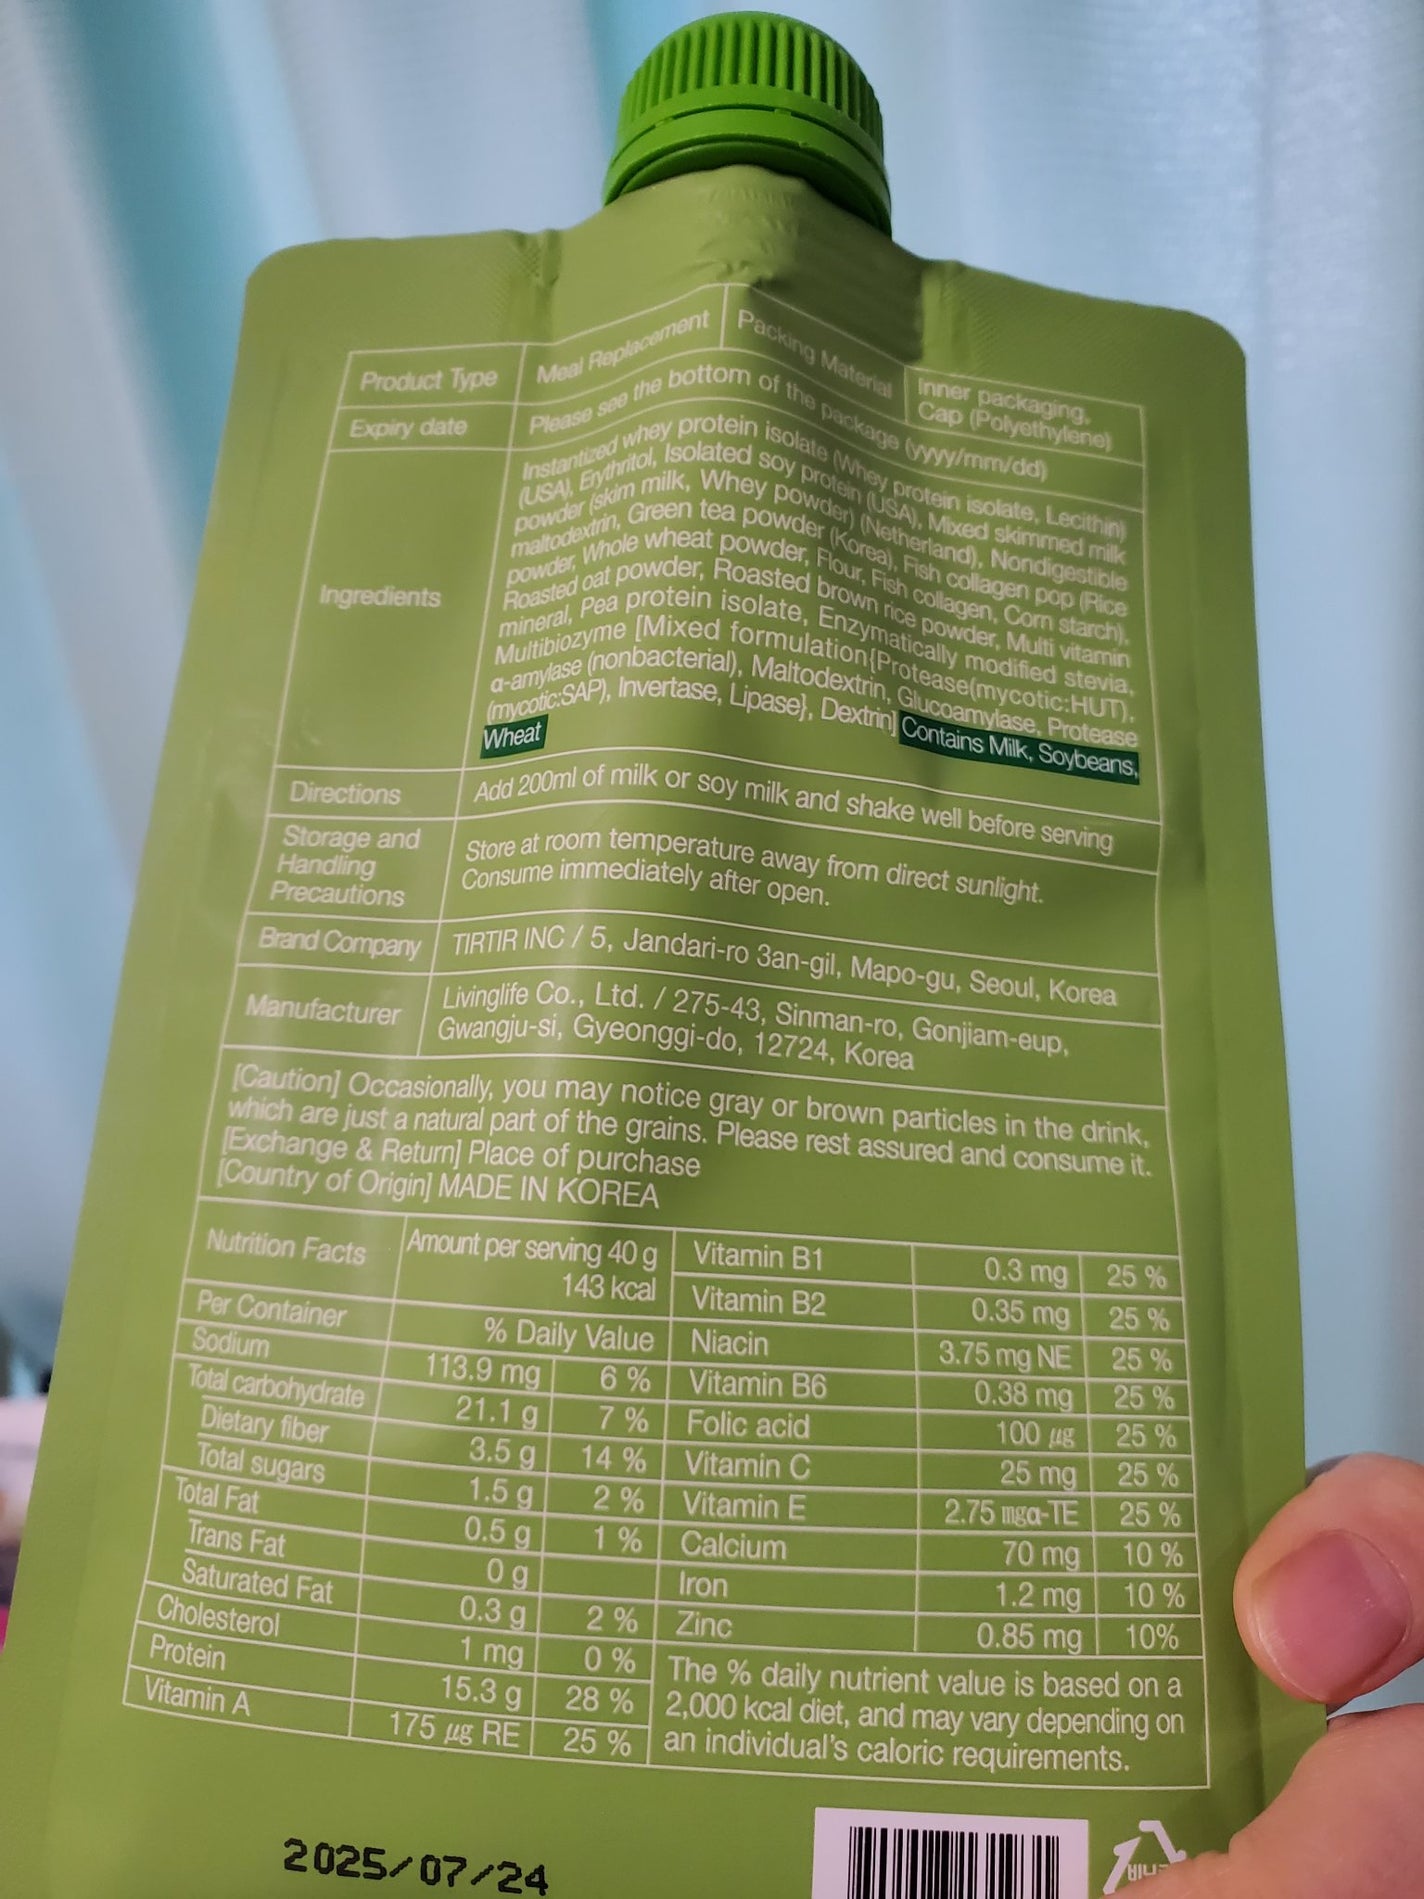 Product Type
Meal Replacement
Packing Material
Inner packaging,
Cap (Polyethylene)
Expiry date
Please see the bottom of the package (yyyy/mm/dd)
Ingredients
Instantized whey protein isolate (Whey protein isolate, Lecithin)
(USA), Erythritol, Isolated soy protein (USA), Mixed skimmed milk
powder (skim milk, Whey powder) (Netherland), Nondigestible
maltodextrin, Green tea powder (Korea), Fish collagen pop (Rice
powder, Whole wheat powder, Flour, Fish collagen, Corn starch),
Roasted oat powder, Roasted brown rice powder, Multi vitamin
mineral, Pea protein isolate, Enzymatically modified stevia,
Multibiozyme [Mixed formulation{Protease(mycotic:HUT),
α-amylase (nonbacterial), Maltodextrin, Glucoamylase, Protease
(mycotic:SAP), Invertase, Lipase}, Dextrin] Contains Milk, Soybeans,
Wheat
Directions
Add 200ml of milk or soy milk and shake well before serving
Storage and
Handling
Precautions
Store at room temperature away from direct sunlight.
Consume immediately after open.
Brand Company
TIRTIR INC / 5, Jandari-ro 3an-gil, Mapo-gu, Seoul, Korea
Manufacturer
Livinglife Co., Ltd. / 275-43, Sinman-ro, Gonjiam-eup,
Gwangju-si, Gyeonggi-do, 12724, Korea
[Caution] Occasionally, you may notice gray or brown particles in the drink,
which are just a natural part of the grains. Please rest assured and consume it.
[Exchange & Return] Place of purchase
[Country of Origin] MADE IN KOREA
Nutrition Facts
Amount per serving 40 g
143 kcal
Per Container
% Daily Value
Sodium 113.9 mg 6 %
Total carbohydrate 21.1 g 7 %
Dietary fiber 3.5 g 14 %
Total sugars 1.5 g 2 %
Total Fat 0.5 g 1 %
Trans Fat 0 g
Saturated Fat 0.3 g 2 %
Cholesterol 1 mg 0 %
Protein 15.3 g 28 %
Vitamin A 175 µg RE 25 %
Vitamin B1 0.3 mg 25 %
Vitamin B2 0.35 mg 25 %
Niacin 3.75 mg NE 25 %
Vitamin B6 0.38 mg 25 %
Folic acid 100 µg 25 %
Vitamin C 25 mg 25 %
Vitamin E 2.75 mgα-TE 25 %
Calcium 70 mg 10 %
Iron 1.2 mg 10 %
Zinc 0.85 mg 10%
The % daily nutrient value is based on a
2,000 kcal diet, and may vary depending on
an individual's caloric requirements.
2025/07/24